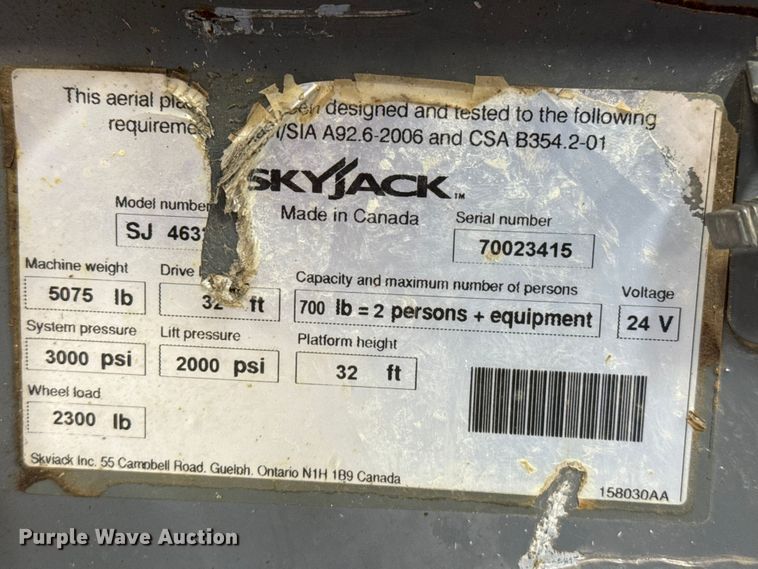 This aerial designed and tested to the following
/SIA A92.6-2006 and CSA B354.2-01
SKYJACK™
Made in Canada
Model number
SJ
Serial number
70023415
Machine weight
5075 lb
Drive
32 ft
Capacity and maximum number of persons
700 lb = 2 persons + equipment
Voltage
24 V
System pressure
3000 psi
Lift pressure
2000 psi
Platform height
32 ft
Wheel load
2300 lb
Skyjack Inc. 55 Campbell Road, Guelph, Ontario N1H 1B9 Canada
158030AA
Purple Wave Auction